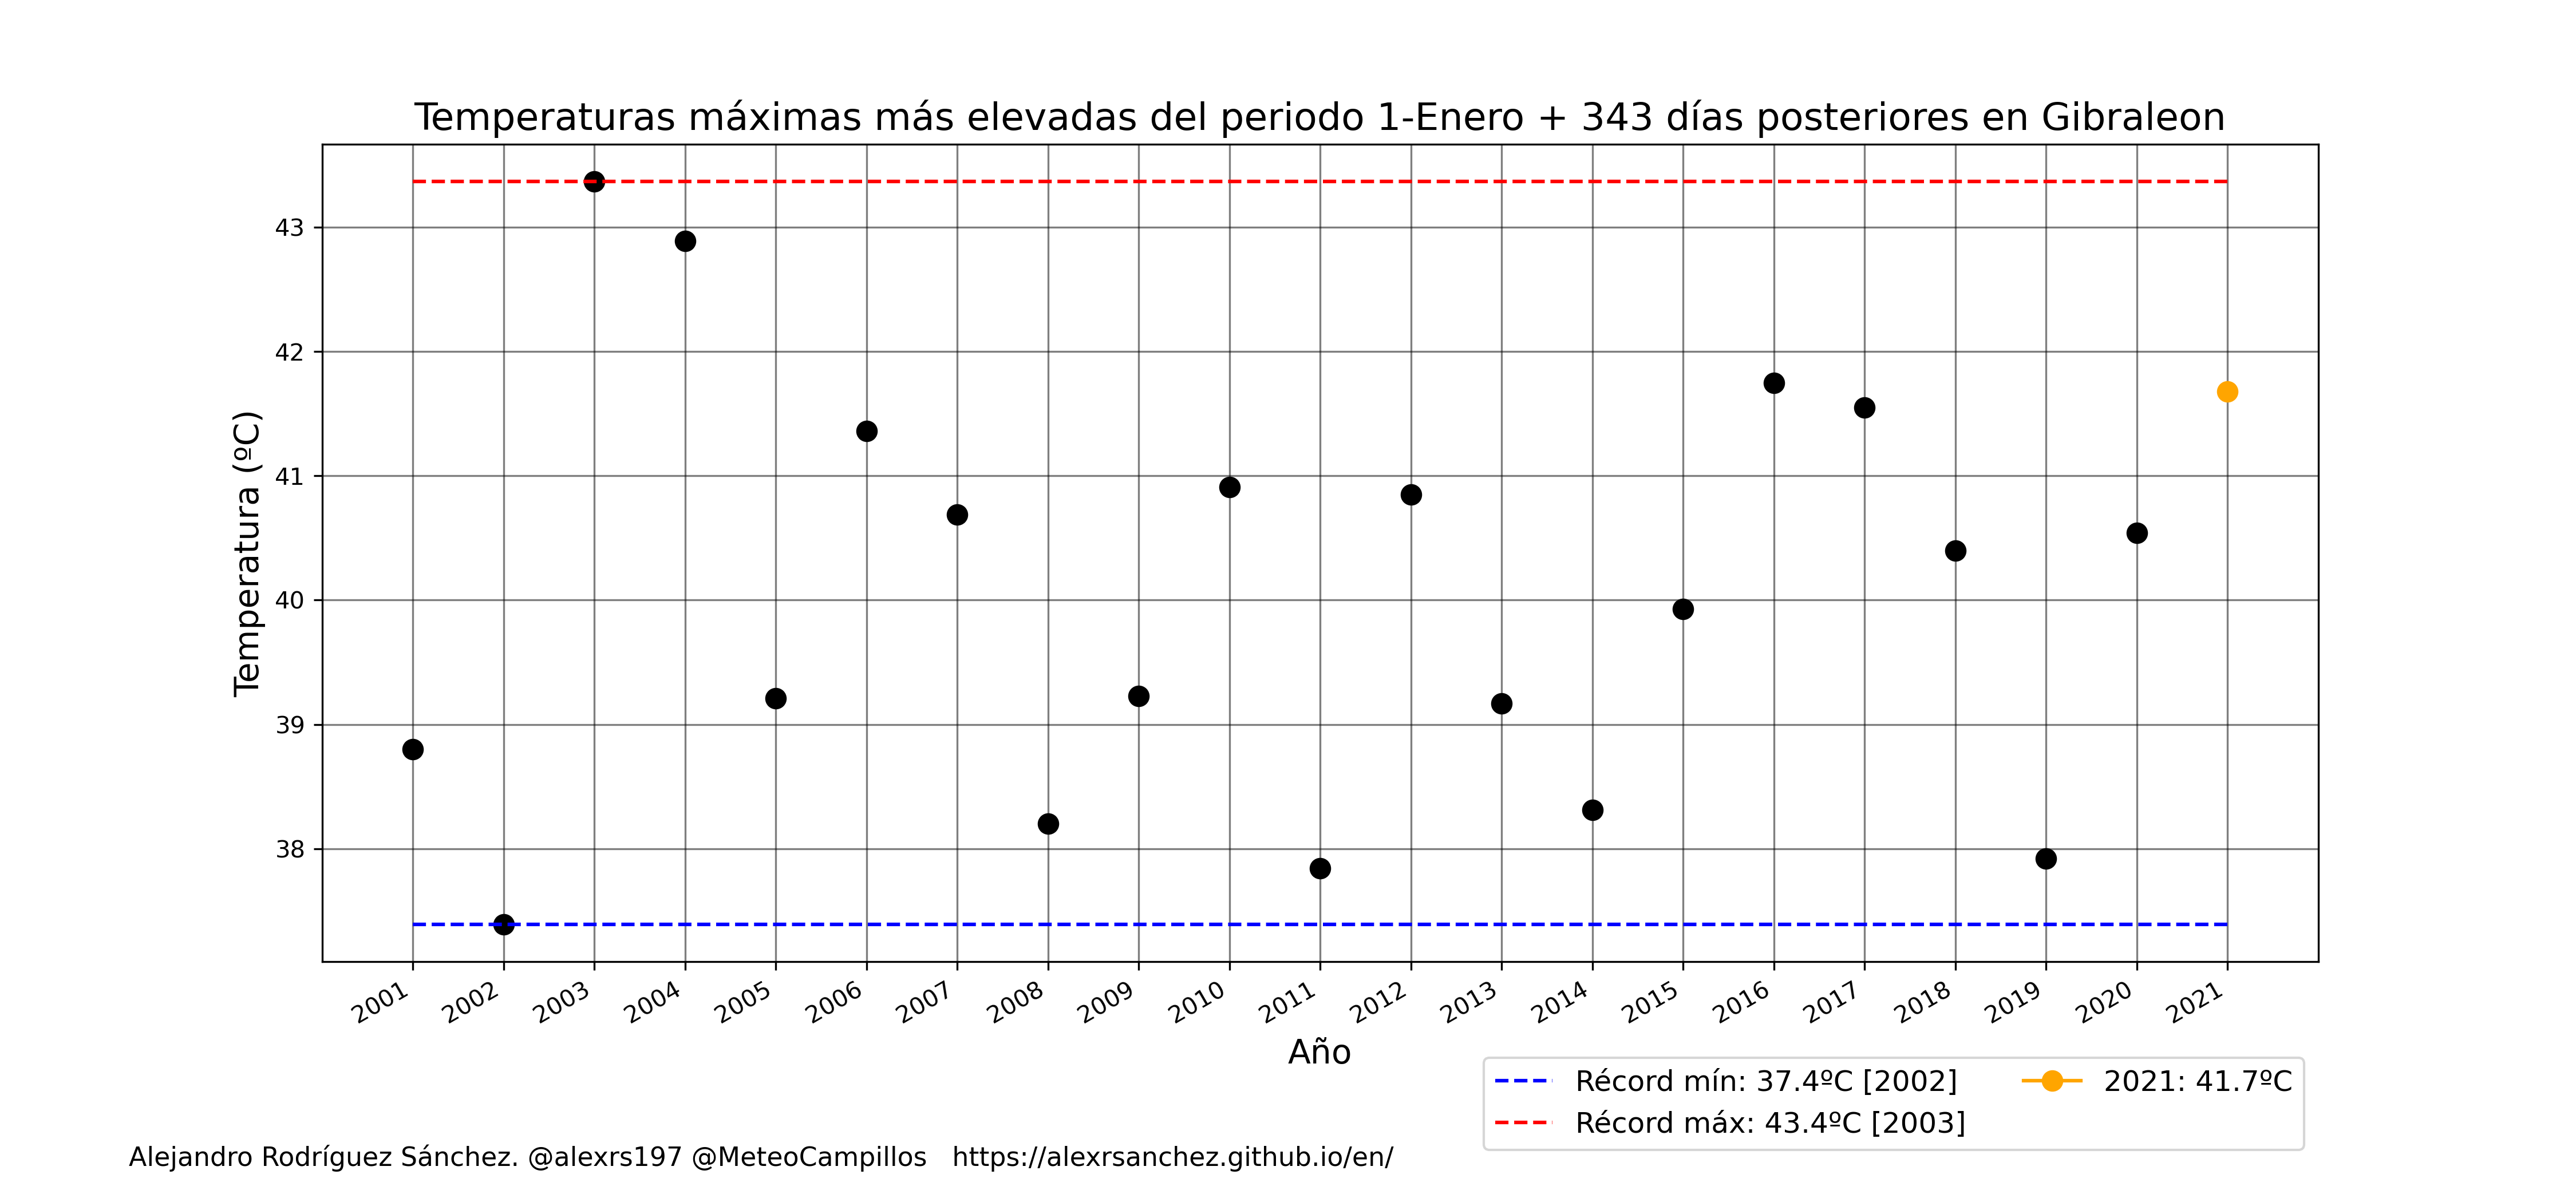 Temperaturas máximas más elevadas del periodo 1-Enero + 343 días posteriores en Gibraleon
Temperatura (ºC)
43
42
41
40
39
38
2001 2002 2003 2004 2005 2006 2007 2008 2009 2010 2011 2012 2013 2014 2015 2016 2017 2018 2019 2020 2021
Año
Récord mín: 37.4ºC [2002]
Récord máx: 43.4ºC [2003]
2021: 41.7ºC
Alejandro Rodríguez Sánchez. @alexrs197 @MeteoCampillos https://alexrsanchez.github.io/en/